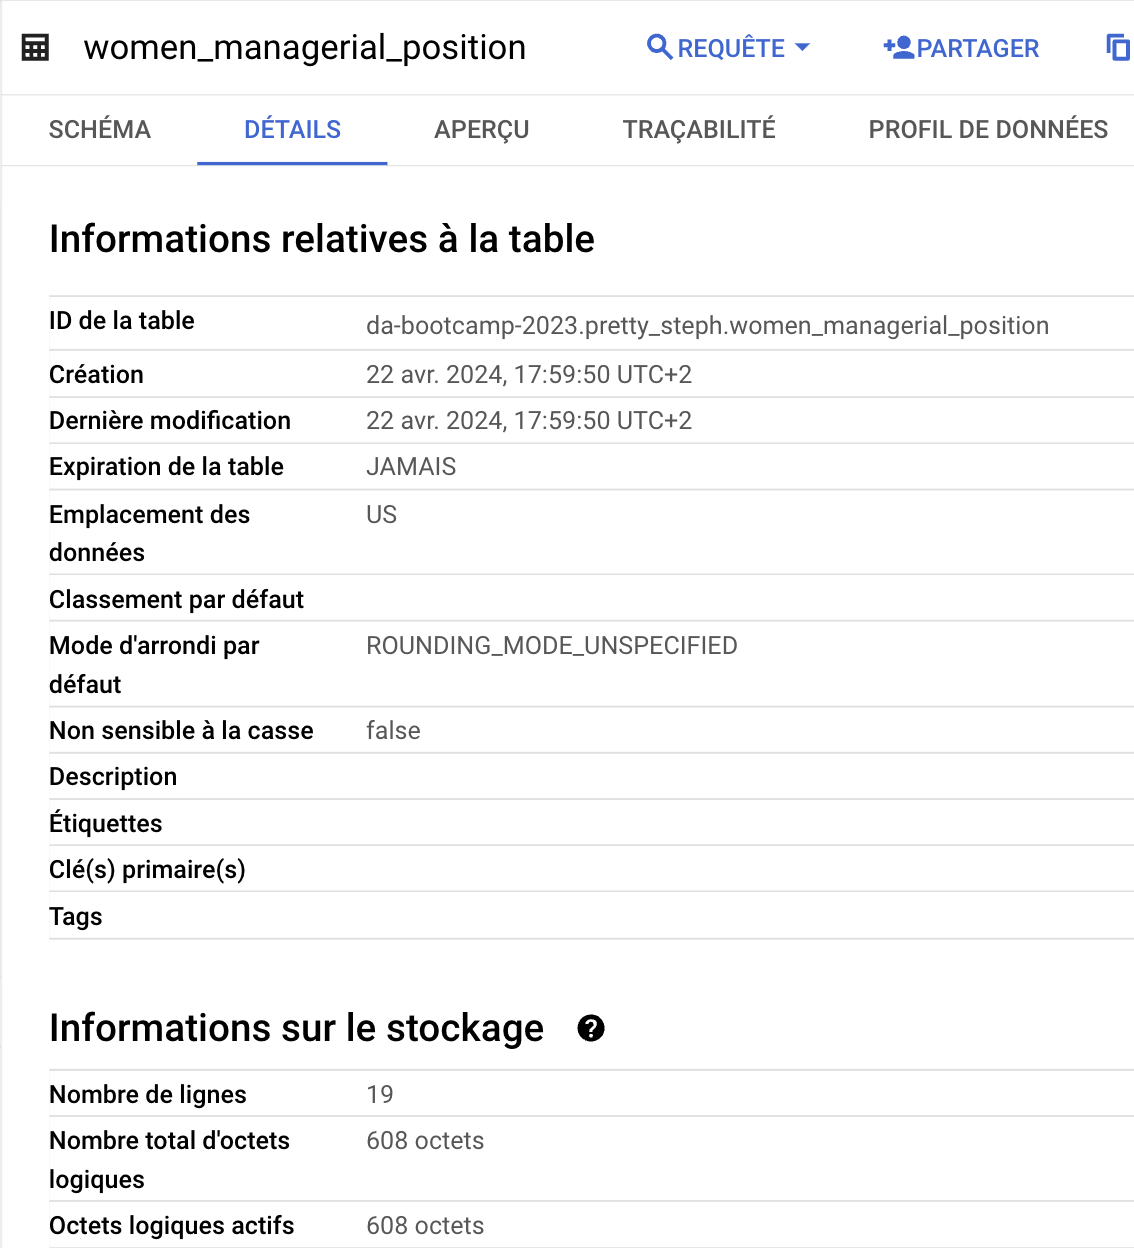 women_managerial_position REQUÊTE PARTAGER
SCHÉMA DÉTAILS APERÇU TRAÇABILITÉ PROFIL DE DONNÉES
Informations relatives à la table
ID de la table da-bootcamp-2023.pretty_steph.women_managerial_position
Création 22 avr. 2024, 17:59:50 UTC+2
Dernière modification 22 avr. 2024, 17:59:50 UTC+2
Expiration de la table JAMAIS
Emplacement des US
données
Classement par défaut
Mode d'arrondi par ROUNDING_MODE_UNSPECIFIED
défaut
Non sensible à la casse false
Description
Étiquettes
Clé(s) primaire(s)
Tags
Informations sur le stockage ?
Nombre de lignes 19
Nombre total d'octets 608 octets
logiques
Octets logiques actifs 608 octets